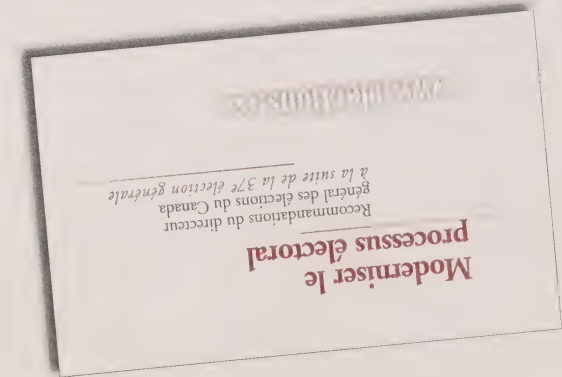 Moderniser le
processus électoral
Recommandations du directeur
général des élections du Canada
à la suite de la 37e élection générale